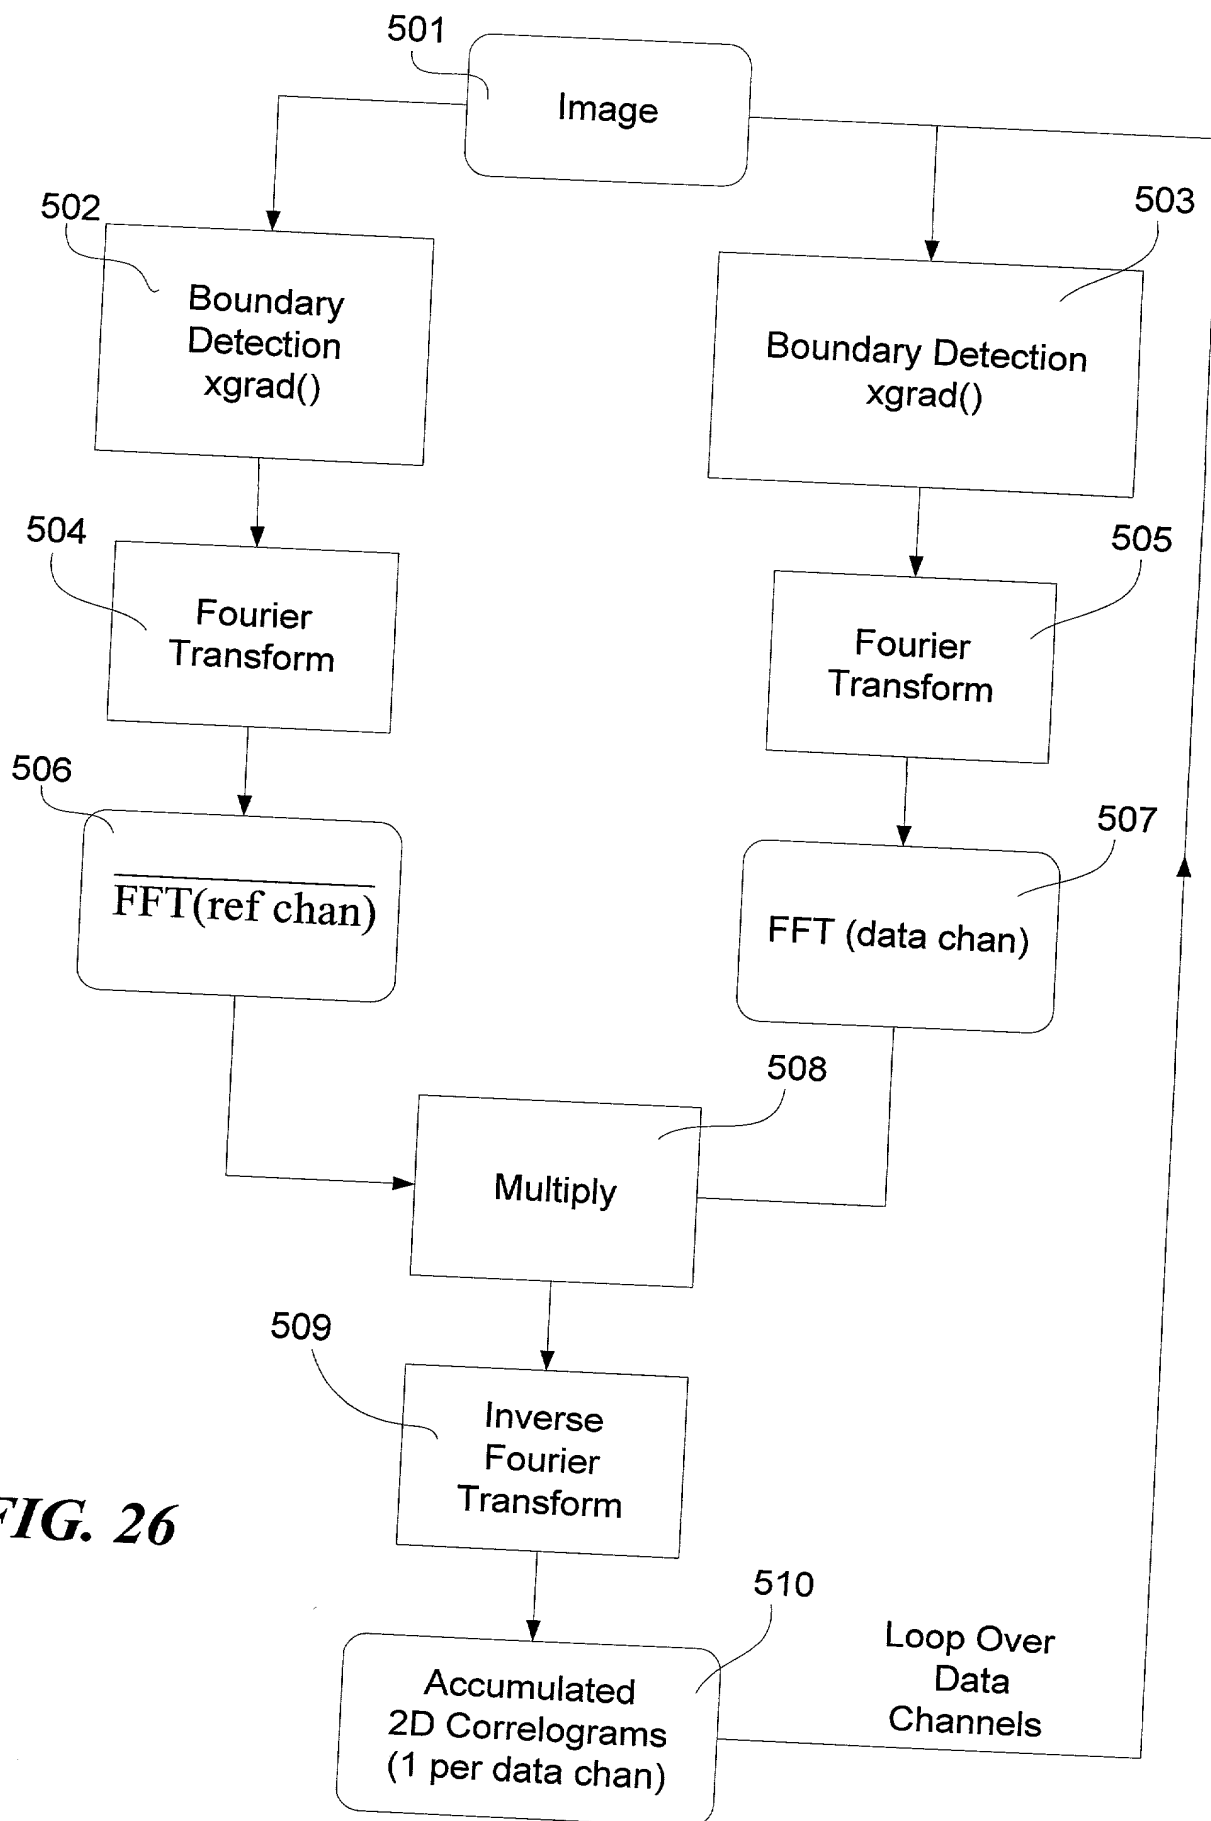 501
Image
502
503
Boundary
Detection
xgrad()
Boundary Detection
xgrad()
504
505
Fourier
Transform
Fourier
Transform
506
507
FFT(ref chan)
FFT (data chan)
508
Multiply
509
Inverse
Fourier
Transform
FIG. 26
510
Loop Over
Data
Channels
Accumulated
2D Correlograms
(1 per data chan)